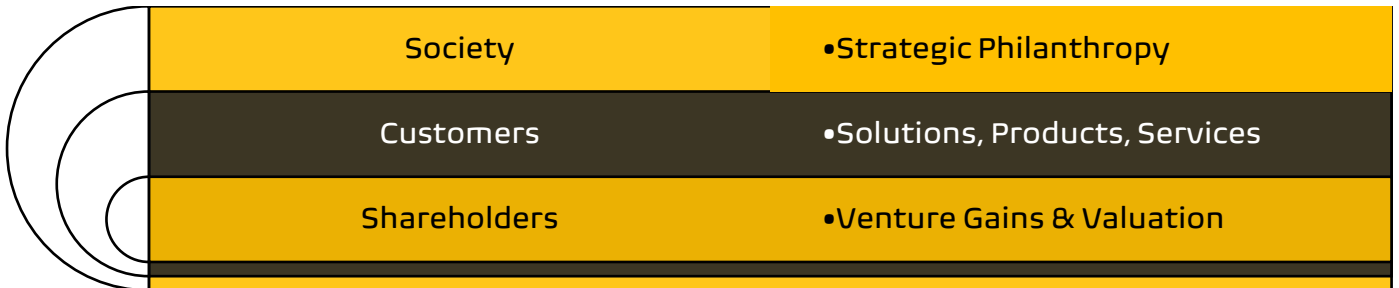 Society
•Strategic Philanthropy
Customers
•Solutions, Products, Services
Shareholders
•Venture Gains & Valuation